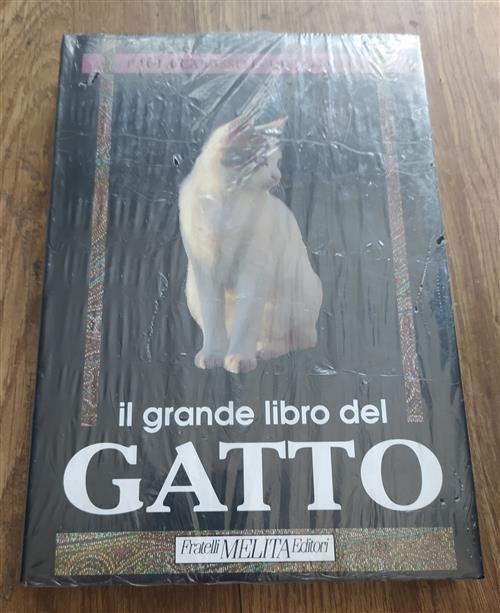 il grande libro del
GATTO
Fratelli MELITA Editori